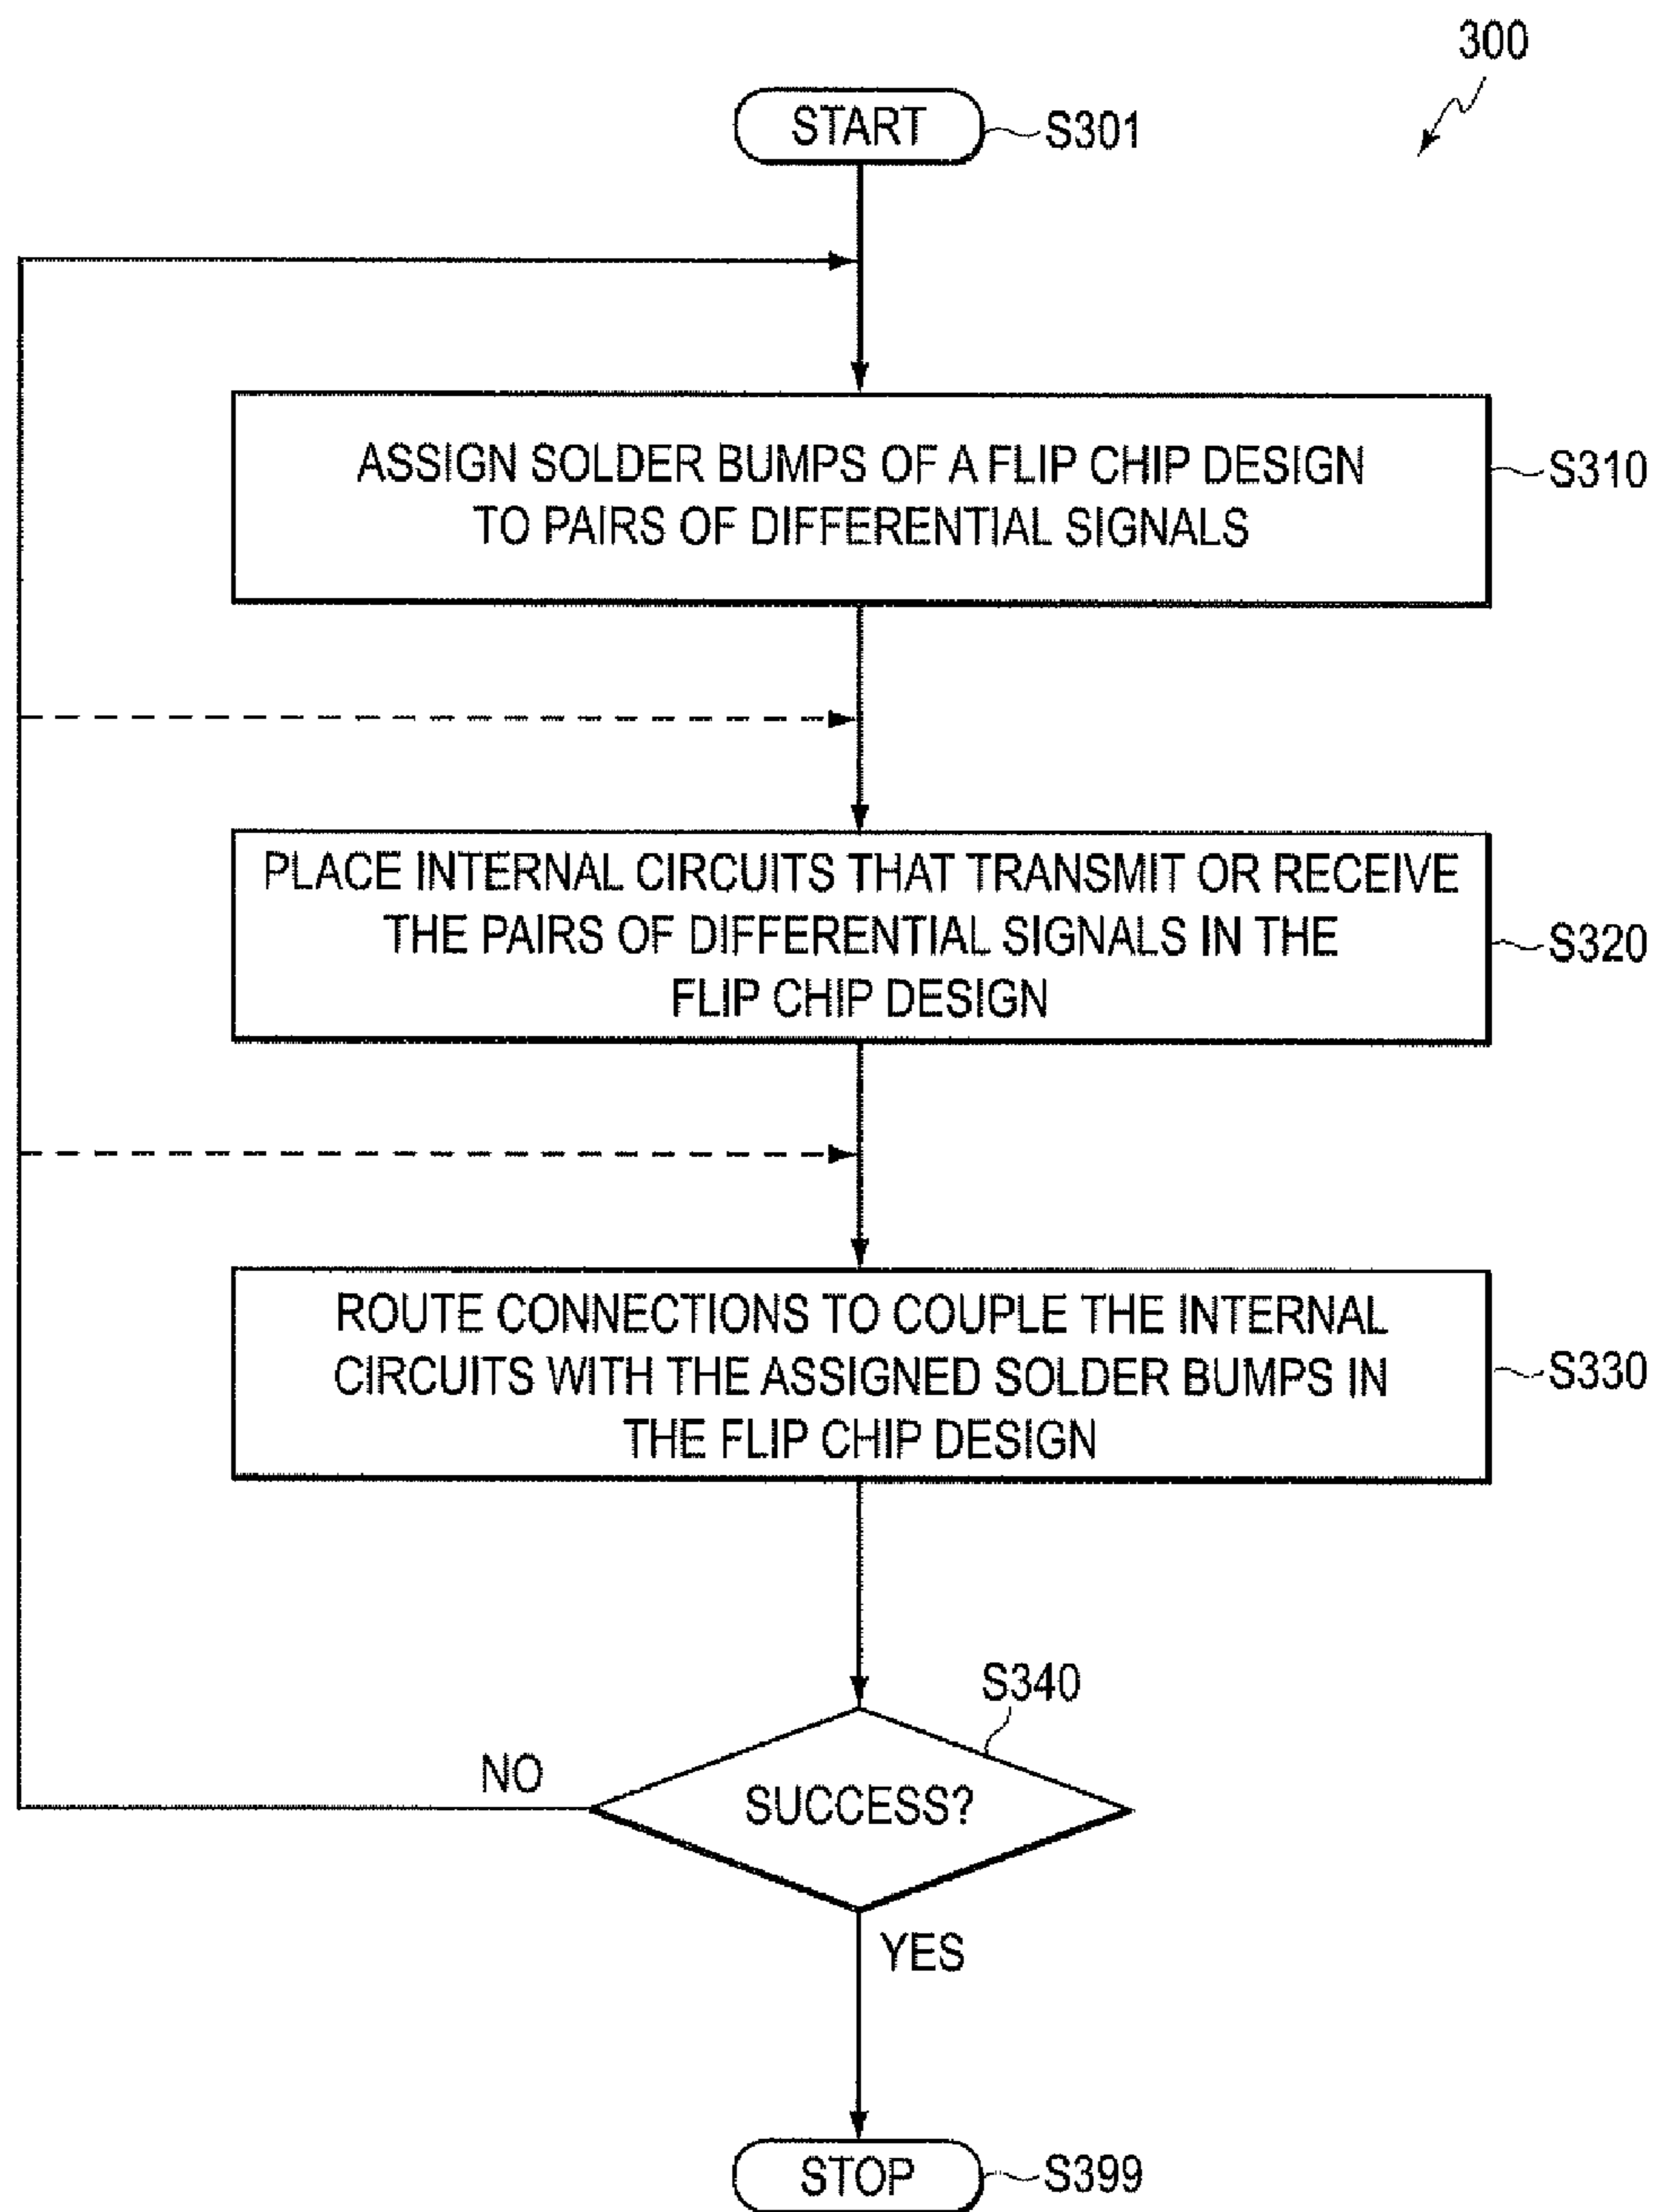 300
START
S301
ASSIGN SOLDER BUMPS OF A FLIP CHIP DESIGN
TO PAIRS OF DIFFERENTIAL SIGNALS
S310
PLACE INTERNAL CIRCUITS THAT TRANSMIT OR RECEIVE
THE PAIRS OF DIFFERENTIAL SIGNALS IN THE
FLIP CHIP DESIGN
S320
ROUTE CONNECTIONS TO COUPLE THE INTERNAL
CIRCUITS WITH THE ASSIGNED SOLDER BUMPS IN
THE FLIP CHIP DESIGN
S330
S340
NO
SUCCESS?
YES
STOP
S399